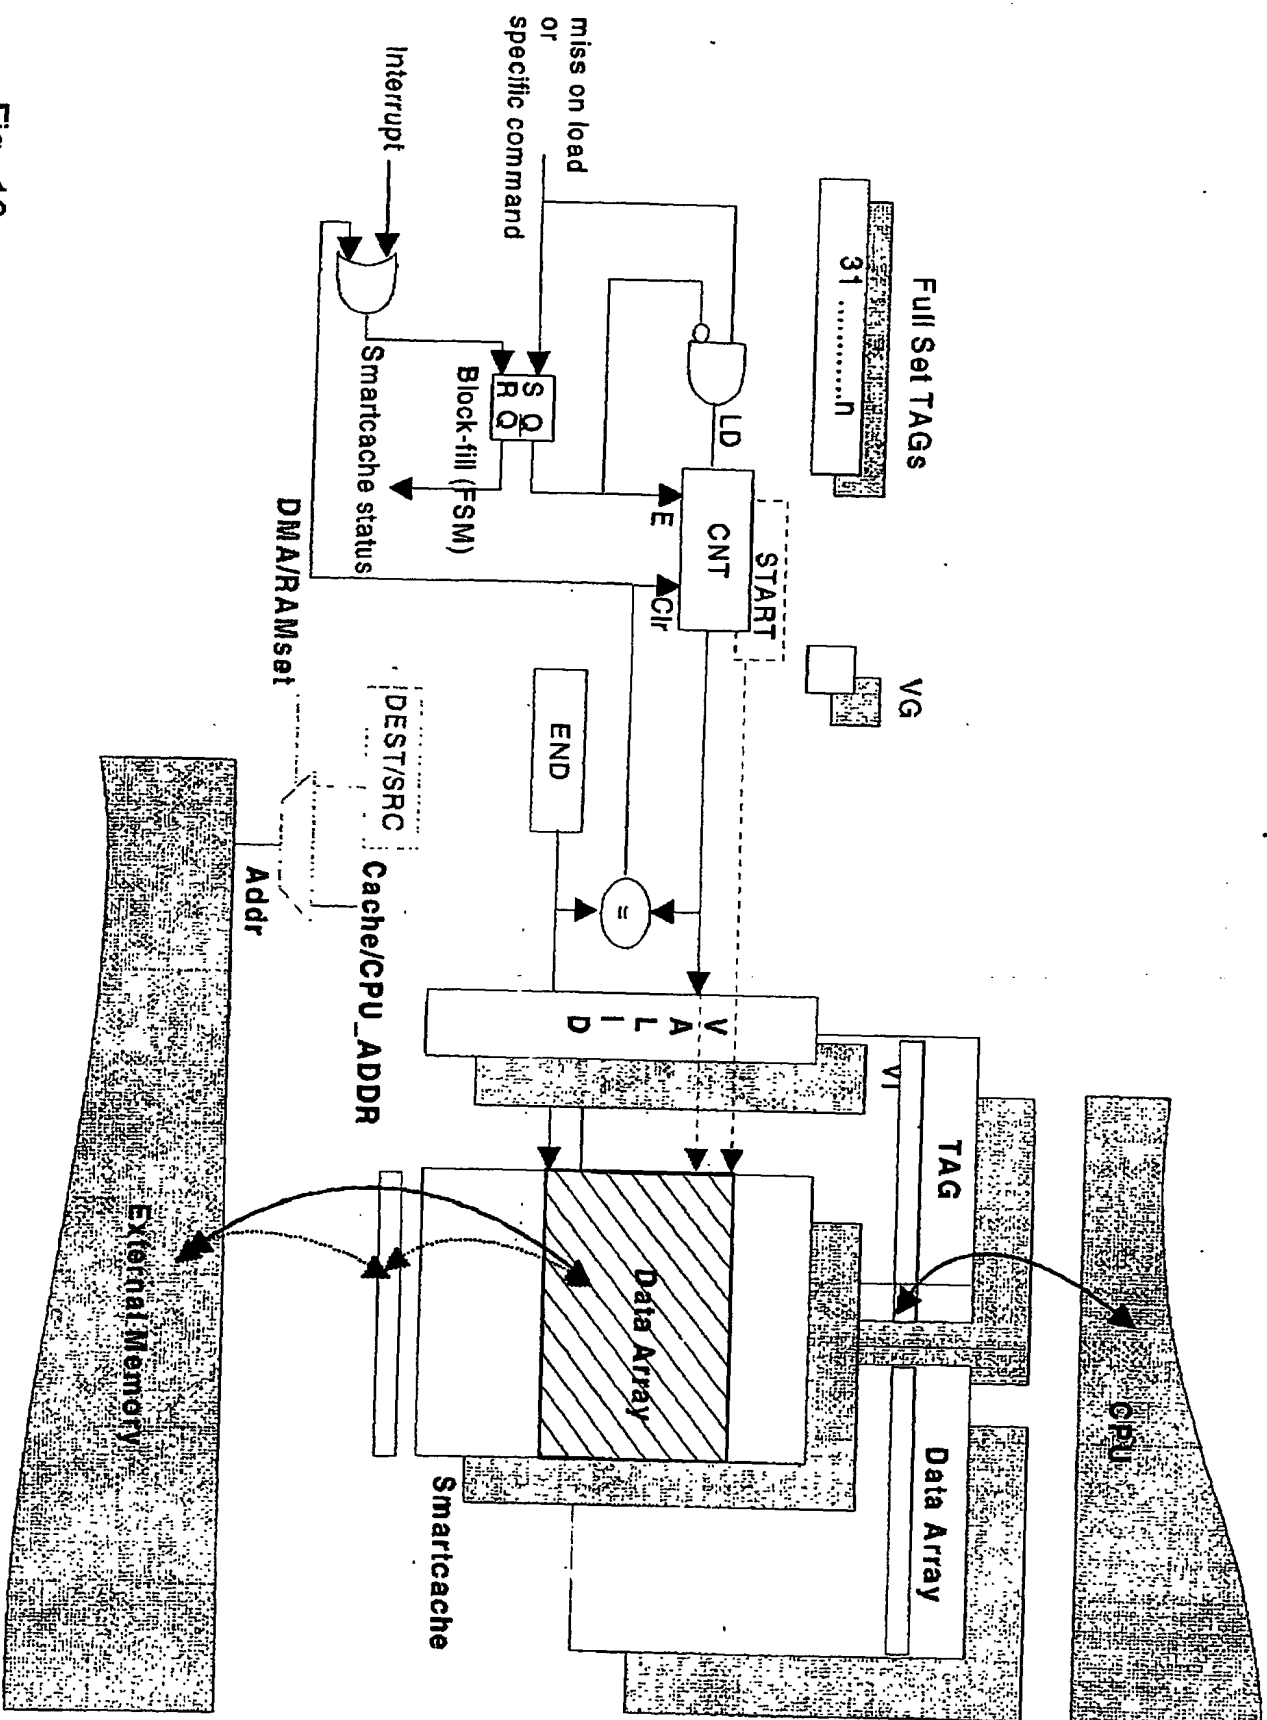 Full Set TAGs
31 ............n
VG
TAG
VI
Data Array
CPU
START
LD
CNT
E
Clr
miss on load
or
specific command
S Q
R Q
Block-fill (FSM)
Interrupt
Smartcache status
END
=
V
A
L
I
D
Data Array
Smartcache
DMA/RAMset
DEST/SRC
Cache/CPU_ADDR
Addr
External Memory